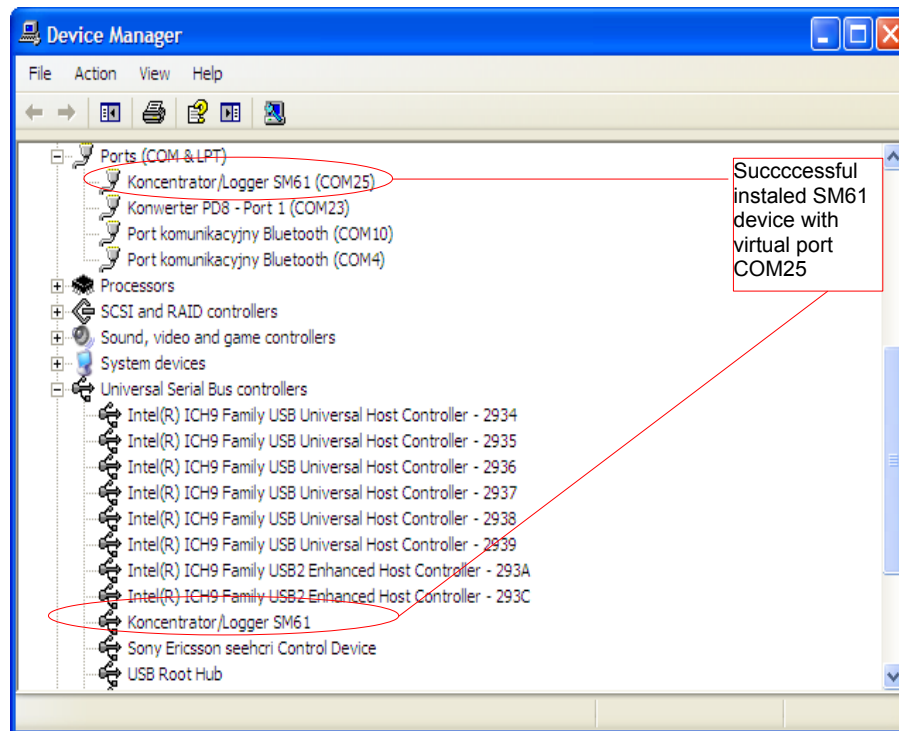 Device Manager
File Action View Help
Ports (COM & LPT)
Koncentrator/Logger SM61 (COM25)
Konwerter PD8 - Port 1 (COM23)
Port komunikacyjny Bluetooth (COM10)
Port komunikacyjny Bluetooth (COM4)
Processors
SCSI and RAID controllers
Sound, video and game controllers
System devices
Universal Serial Bus controllers
Intel(R) ICH9 Family USB Universal Host Controller - 2934
Intel(R) ICH9 Family USB Universal Host Controller - 2935
Intel(R) ICH9 Family USB Universal Host Controller - 2936
Intel(R) ICH9 Family USB Universal Host Controller - 2937
Intel(R) ICH9 Family USB Universal Host Controller - 2938
Intel(R) ICH9 Family USB Universal Host Controller - 2939
Intel(R) ICH9 Family USB2 Enhanced Host Controller - 293A
Intel(R) ICH9 Family USB2 Enhanced Host Controller - 293C
Koncentrator/Logger SM61
Sony Ericsson seehcri Control Device
USB Root Hub
Succccessful
instaled SM61
device with
virtual port
COM25